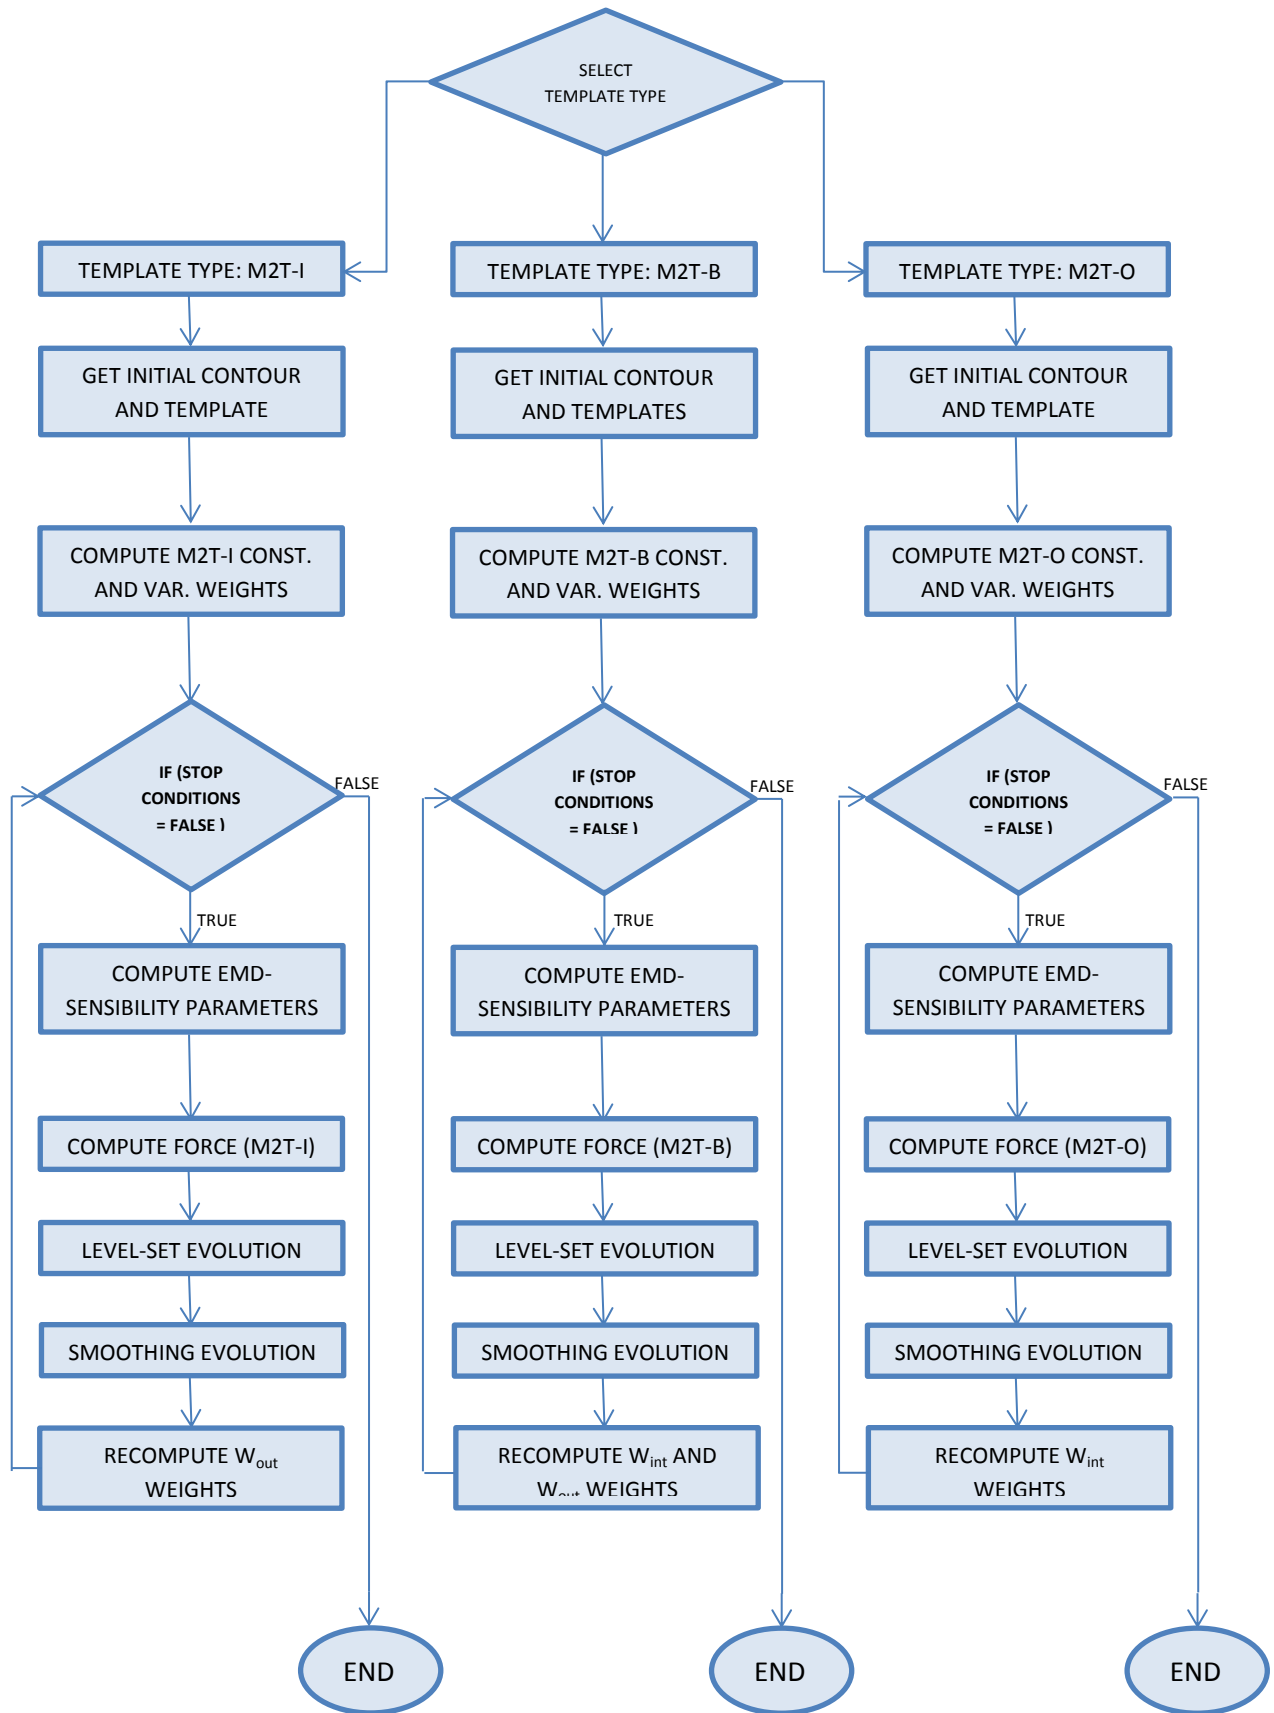 SELECT
TEMPLATE TYPE
TEMPLATE TYPE: M2T-I
TEMPLATE TYPE: M2T-B
TEMPLATE TYPE: M2T-O
GET INITIAL CONTOUR
AND TEMPLATE
GET INITIAL CONTOUR
AND TEMPLATES
GET INITIAL CONTOUR
AND TEMPLATE
COMPUTE M2T-I CONST.
AND VAR. WEIGHTS
COMPUTE M2T-B CONST.
AND VAR. WEIGHTS
COMPUTE M2T-O CONST.
AND VAR. WEIGHTS
IF (STOP
CONDITIONS
= FALSE )
FALSE
IF (STOP
CONDITIONS
= FALSE )
FALSE
IF (STOP
CONDITIONS
= FALSE )
FALSE
TRUE
TRUE
TRUE
COMPUTE EMD-
SENSIBILITY PARAMETERS
COMPUTE EMD-
SENSIBILITY PARAMETERS
COMPUTE EMD-
SENSIBILITY PARAMETERS
COMPUTE FORCE (M2T-I)
COMPUTE FORCE (M2T-B)
COMPUTE FORCE (M2T-O)
LEVEL-SET EVOLUTION
LEVEL-SET EVOLUTION
LEVEL-SET EVOLUTION
SMOOTHING EVOLUTION
SMOOTHING EVOLUTION
SMOOTHING EVOLUTION
RECOMPUTE Wout
WEIGHTS
RECOMPUTE Wint AND
Wout WEIGHTS
RECOMPUTE Wint
WEIGHTS
END
END
END